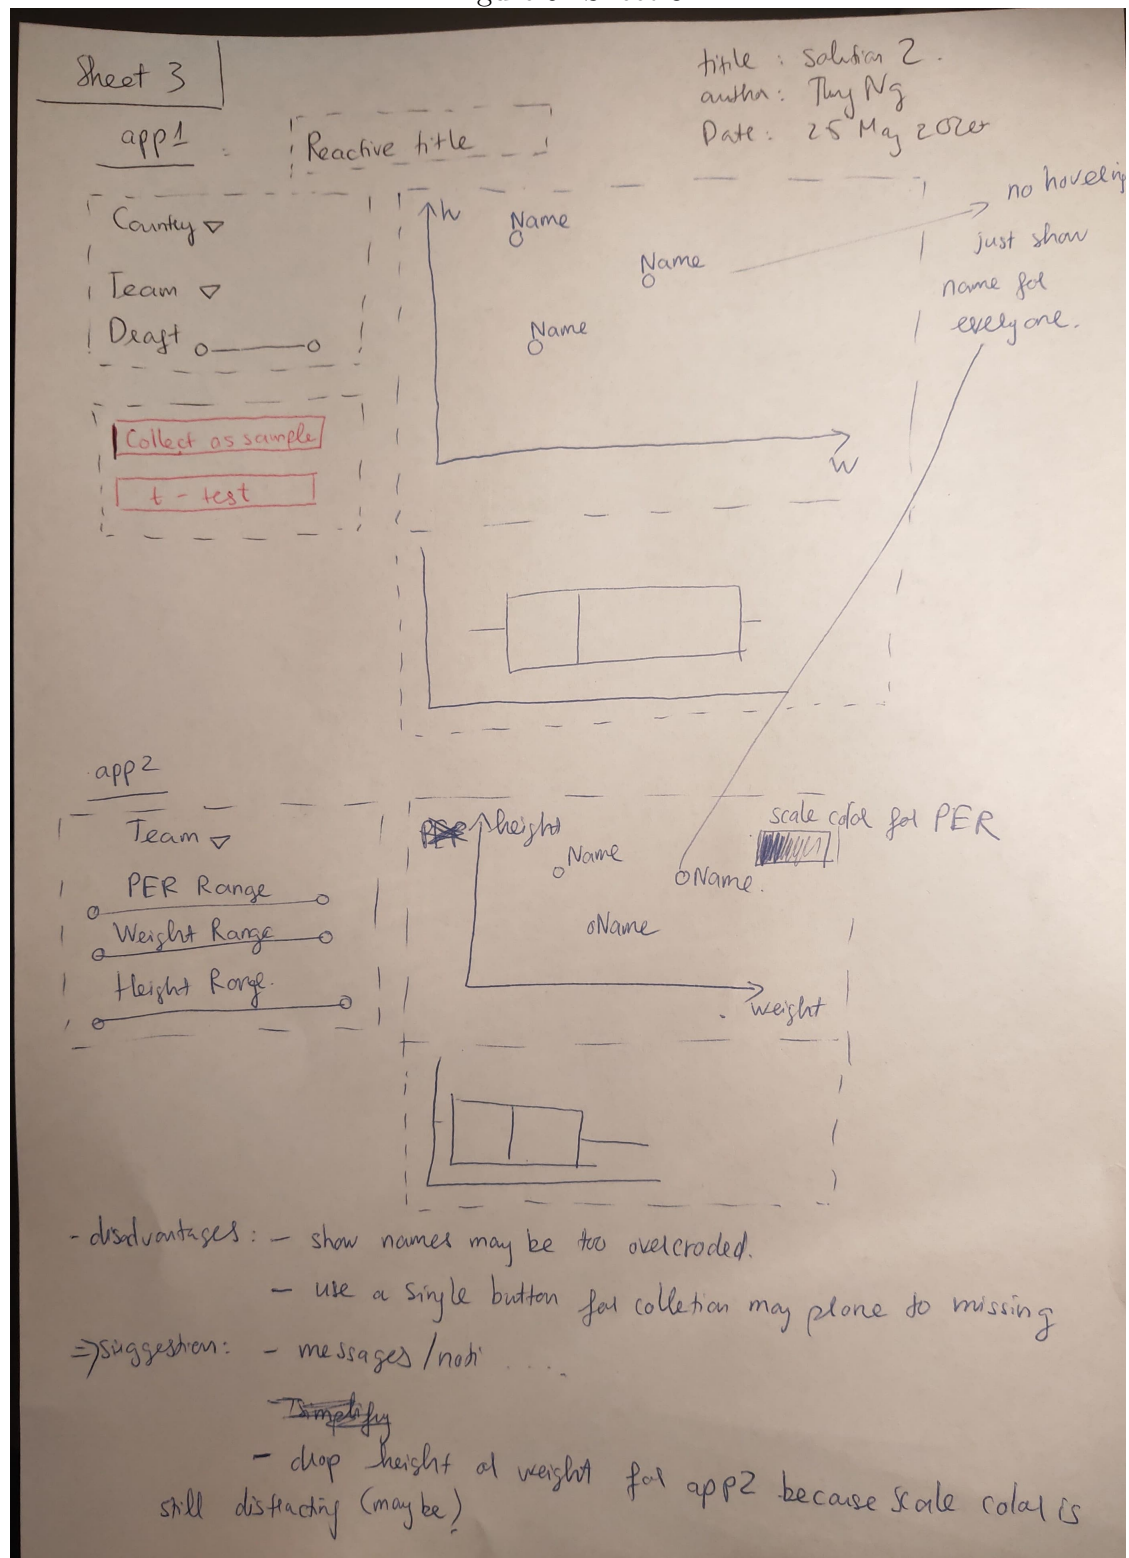 Sheet 3
titile : Solution 2.
author: Thuy Ng
Date: 25 May
app1 :
Reactive title
Country
Team
Draft
Collect as sample
t - test
h
Name
Name
Name
w
no hovering
just show
name for
everyone.
app2
Team
PER Range
Weight Range
Height Range.
PER
height
scale color for PER
Name
Name.
Name
weight
- disadvantages: - show names may be too overcroded.
- use a single button for colletion may prone to missing
=> suggestion: - messages/noti ....
- Simplify
- drop height or weight for app2 because scale color is
still distracting (maybe)